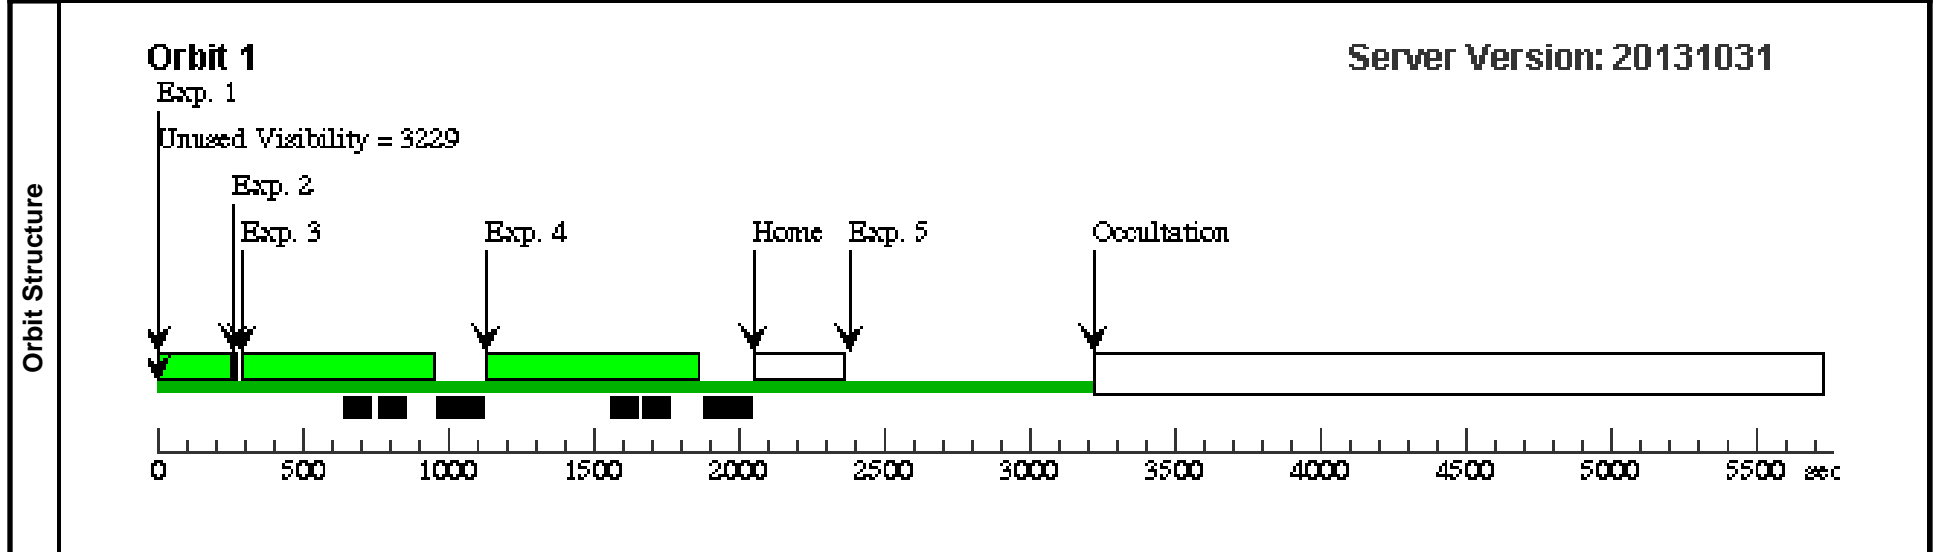 Orbit Structure
Orbit 1
Server Version: 20131031
Exp. 1
Unused Visibility = 3229
Exp. 2
Exp. 3
Exp. 4
Home
Exp. 5
Occultation
0 500 1000 1500 2000 2500 3000 3500 4000 4500 5000 5500 sec